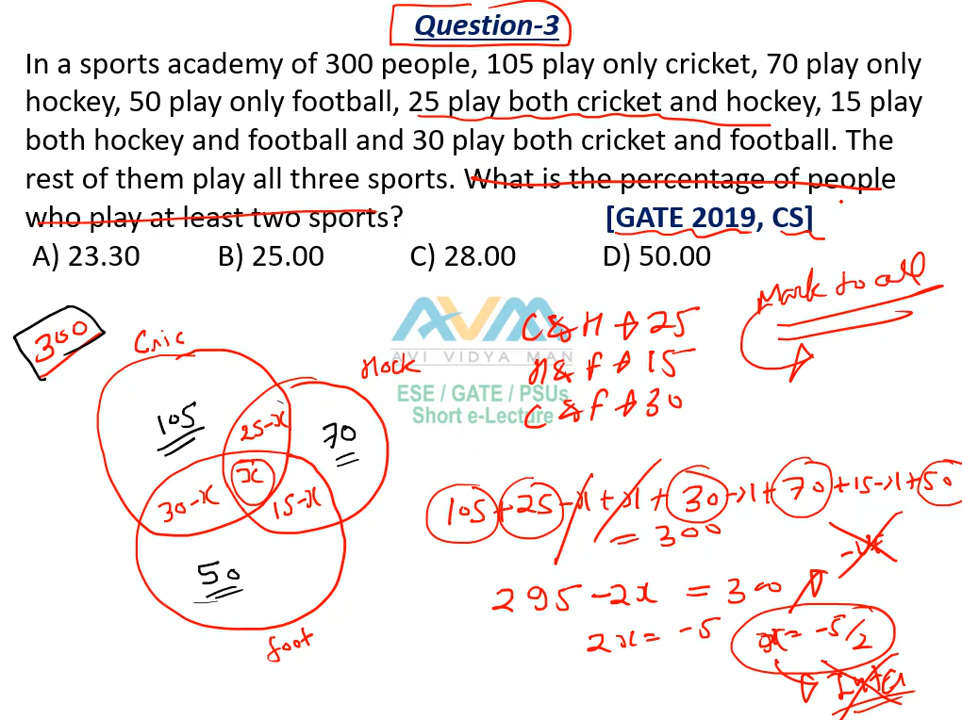 Question-3
In a sports academy of 300 people, 105 play only cricket, 70 play only
hockey, 50 play only football, 25 play both cricket and hockey, 15 play
both hockey and football and 30 play both cricket and football. The
rest of them play all three sports. What is the percentage of people
who play at least two sports? [GATE 2019, CS]
A) 23.30 B) 25.00 C) 28.00 D) 50.00
Mark to all
300
Cric
Hock
105
25-x
70
x
30-x
15-x
50
foot
AVM
AVI VIDYA MAN
ESE / GATE / PSUs
Short e-Lecture
C & H → 25
H & F → 15
C & F → 30
105+25-x+x+30-x+70+15-x+50
= 300
-ve
295-2x = 300
2x = -5
x = -5/2